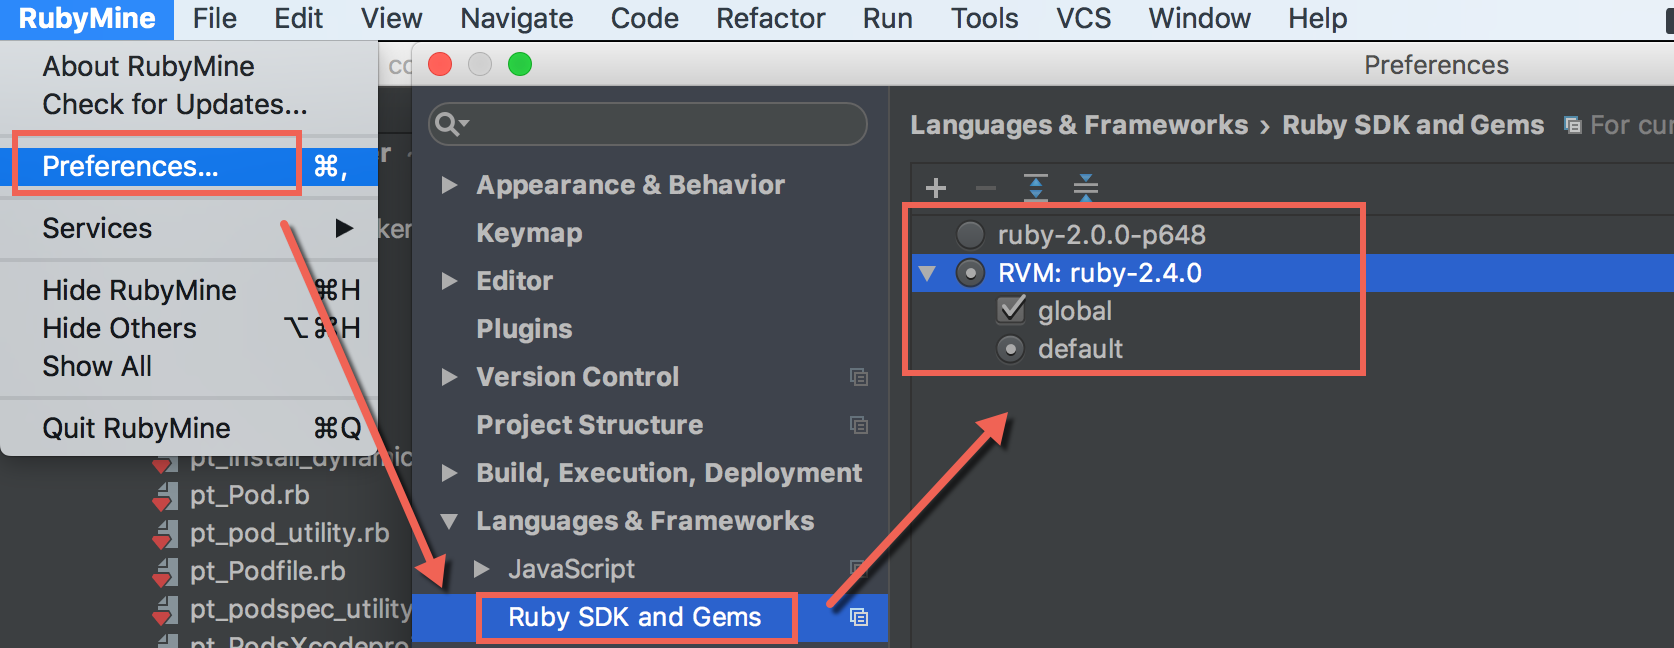 RubyMine File Edit View Navigate Code Refactor Run Tools VCS Window Help
About RubyMine
Check for Updates...
Preferences... ⌘,
Services ▶
Hide RubyMine ⌘H
Hide Others ⌥⌘H
Show All
Quit RubyMine ⌘Q
pt_install_dynamic
pt_Pod.rb
pt_pod_utility.rb
pt_Podfile.rb
pt_podspec_utility
pt_PodsXcodepro
Preferences
Appearance & Behavior
Keymap
Editor
Plugins
Version Control
Project Structure
Build, Execution, Deployment
Languages & Frameworks
JavaScript
Ruby SDK and Gems
Languages & Frameworks › Ruby SDK and Gems For cur
ruby-2.0.0-p648
RVM: ruby-2.4.0
global
default